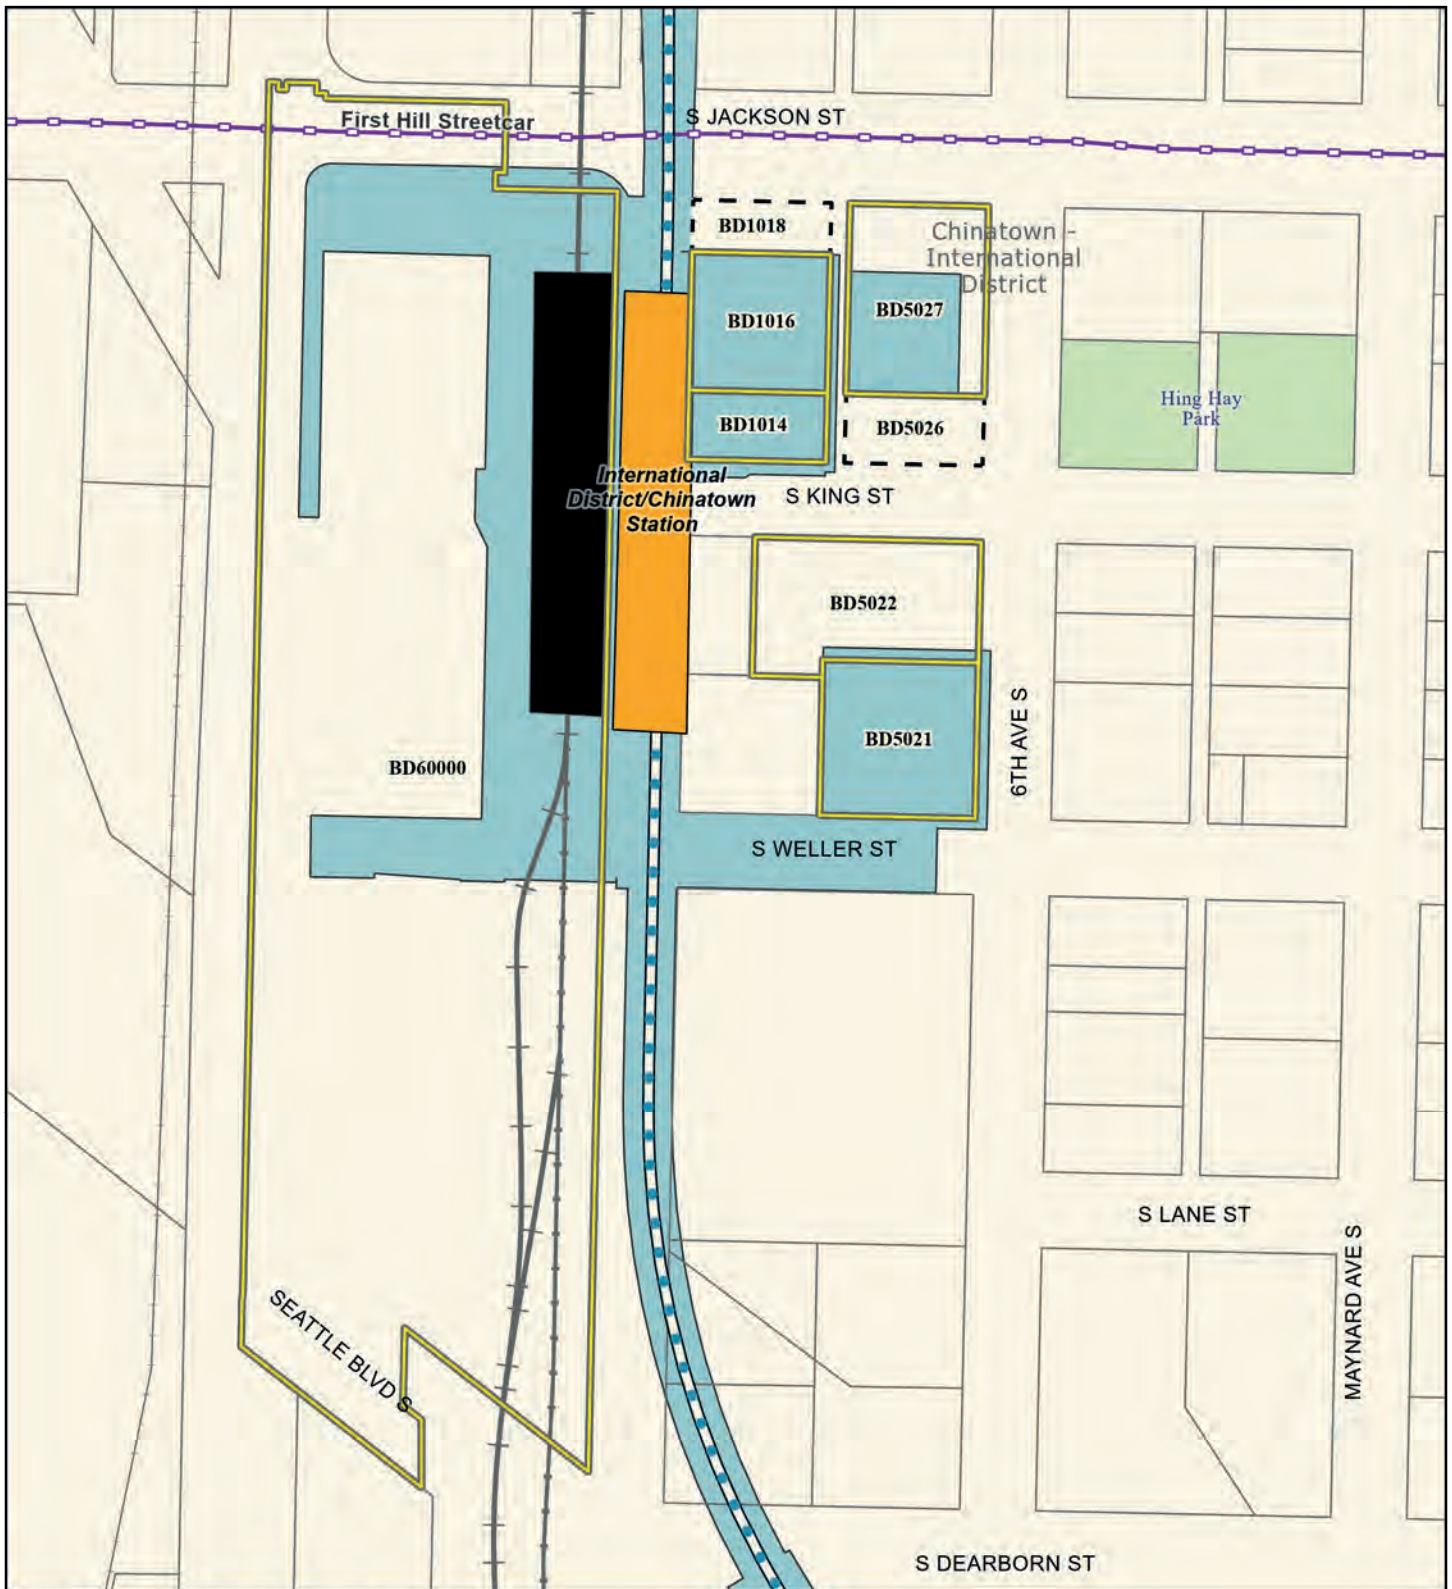 S JACKSON ST
First Hill Streetcar
BD1018
Chinatown -
International
District
BD5027
BD1016
Hing Hay
Park
BD1014
BD5026
International
District/Chinatown
Station
S KING ST
BD5022
6TH AVE S
BD5021
BD60000
S WELLER ST
S LANE ST
MAYNARD AVE S
SEATTLE BLVD S
S DEARBORN ST